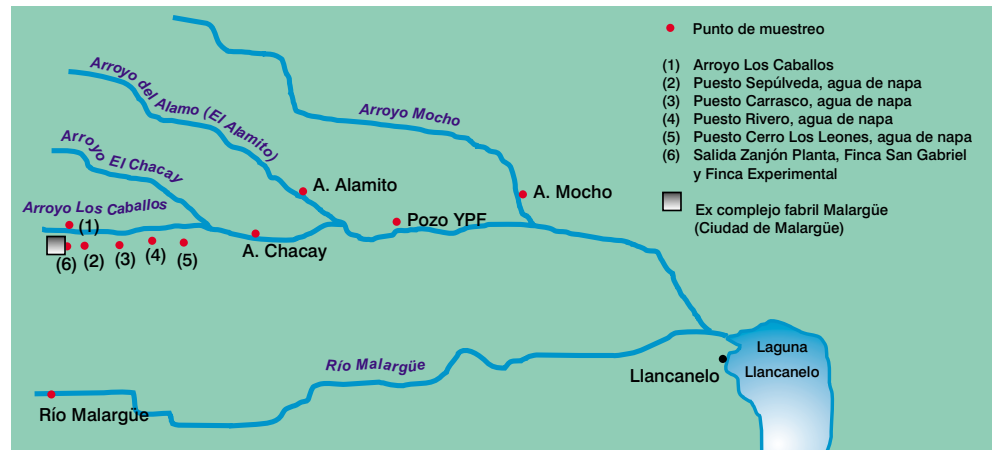 Punto de muestreo
(1) Arroyo Los Caballos
(2) Puesto Sepúlveda, agua de napa
(3) Puesto Carrasco, agua de napa
(4) Puesto Rivero, agua de napa
(5) Puesto Cerro Los Leones, agua de napa
(6) Salida Zanjón Planta, Finca San Gabriel
y Finca Experimental
Ex complejo fabril Malargüe
(Ciudad de Malargüe)
Arroyo del Alamo (El Alamito)
Arroyo Mocho
Arroyo El Chacay
A. Alamito
A. Mocho
Arroyo Los Caballos
(1)
Pozo YPF
A. Chacay
(6)
(2)
(3)
(4)
(5)
Laguna
Llancanelo
Llancanelo
Río Malargüe
Río Malargüe